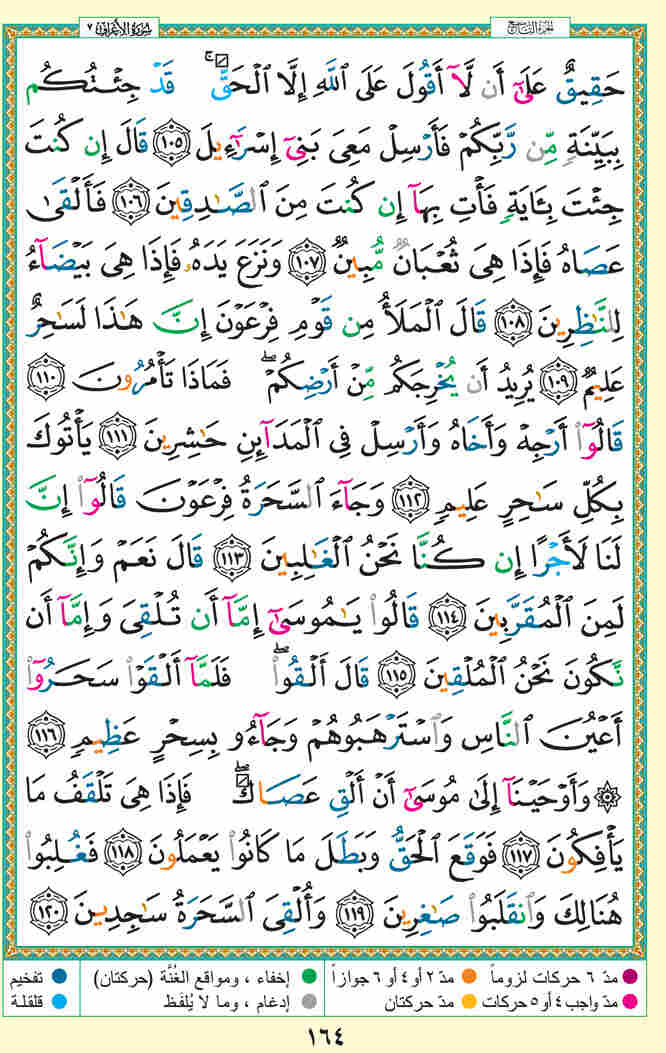 الجزء التاسع
سورة الأعراف ٧
حَقِيقٌ عَلَىٰٓ أَن لَّآ أَقُولَ عَلَى ٱللَّهِ إِلَّا ٱلْحَقَّ ۚ قَدْ جِئْتُكُم
بِبَيِّنَةٍ مِّن رَّبِّكُمْ فَأَرْسِلْ مَعِىَ بَنِىٓ إِسْرَٰٓءِيلَ ١٠٥ قَالَ إِن كُنتَ
جِئْتَ بِـَٔايَةٍ فَأْتِ بِهَآ إِن كُنتَ مِنَ ٱلصَّـٰدِقِينَ ١٠٦ فَأَلْقَىٰ
عَصَاهُ فَإِذَا هِىَ ثُعْبَانٌ مُّبِينٌ ١٠٧ وَنَزَعَ يَدَهُۥ فَإِذَا هِىَ بَيْضَآءُ
لِلنَّـٰظِرِينَ ١٠٨ قَالَ ٱلْمَلَأُ مِن قَوْمِ فِرْعَوْنَ إِنَّ هَـٰذَا لَسَـٰحِرٌ
عَلِيمٌ ١٠٩ يُرِيدُ أَن يُخْرِجَكُم مِّنْ أَرْضِكُمْ ۖ فَمَاذَا تَأْمُرُونَ ١١٠
قَالُوٓا۟ أَرْجِهْ وَأَخَاهُ وَأَرْسِلْ فِى ٱلْمَدَآئِنِ حَـٰشِرِينَ ١١١ يَأْتُوكَ
بِكُلِّ سَـٰحِرٍ عَلِيمٍ ١١٢ وَجَآءَ ٱلسَّحَرَةُ فِرْعَوْنَ قَالُوٓا۟ إِنَّ
لَنَا لَأَجْرًا إِن كُنَّا نَحْنُ ٱلْغَـٰلِبِينَ ١١٣ قَالَ نَعَمْ وَإِنَّكُمْ
لَمِنَ ٱلْمُقَرَّبِينَ ١١٤ قَالُوا۟ يَـٰمُوسَىٰٓ إِمَّآ أَن تُلْقِىَ وَإِمَّآ أَن
نَّكُونَ نَحْنُ ٱلْمُلْقِينَ ١١٥ قَالَ أَلْقُوا۟ ۖ فَلَمَّآ أَلْقَوْا۟ سَحَرُوٓا۟
أَعْيُنَ ٱلنَّاسِ وَٱسْتَرْهَبُوهُمْ وَجَآءُو بِسِحْرٍ عَظِيمٍ ١١٦
۞ وَأَوْحَيْنَآ إِلَىٰ مُوسَىٰٓ أَنْ أَلْقِ عَصَاكَ ۖ فَإِذَا هِىَ تَلْقَفُ مَا
يَأْفِكُونَ ١١٧ فَوَقَعَ ٱلْحَقُّ وَبَطَلَ مَا كَانُوا۟ يَعْمَلُونَ ١١٨ فَغُلِبُوا۟
هُنَالِكَ وَٱنقَلَبُوا۟ صَـٰغِرِينَ ١١٩ وَأُلْقِىَ ٱلسَّحَرَةُ سَـٰجِدِينَ ١٢٠
مدّ ٦ حركات لزوماً
مدّ ٢ أو ٤ أو ٦ جوازاً
مدّ واجب ٤ أو ٥ حركات
مدّ حركتان
إخفاء ، ومواقع الغُنَّة (حركتان)
إدغام ، وما لا يُلفَظ
تفخيم
قلقلة
١٦٤